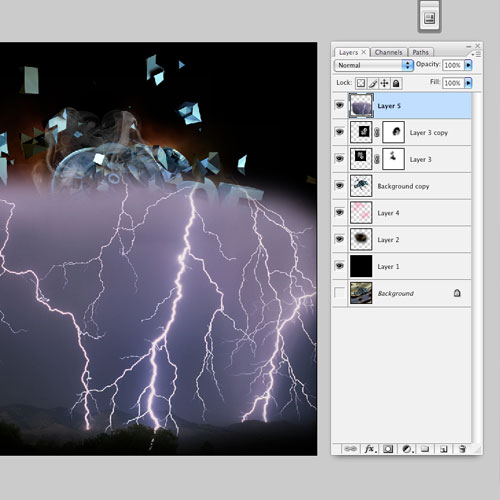 Layers × Channels Paths
Normal Opacity: 100%
Lock: Fill: 100%
Layer 5
Layer 3 copy
Layer 3
Background copy
Layer 4
Layer 2
Layer 1
Background
fx